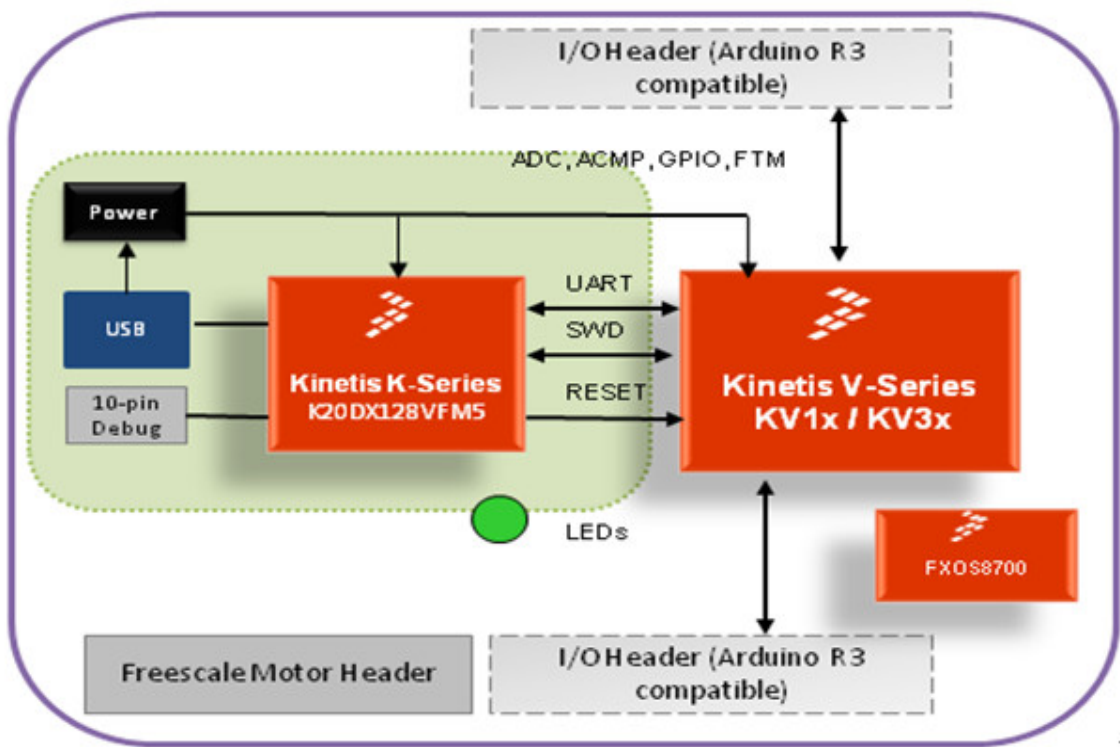 I/O Header (Arduino R3
compatible)
ADC, ACMP, GPIO, FTM
Power
UART
USB
SWD
Kinetis K-Series
K20DX128VFM5
RESET
Kinetis V-Series
KV1x / KV3x
10-pin
Debug
LEDs
FXOS8700
Freescale Motor Header
I/O Header (Arduino R3
compatible)